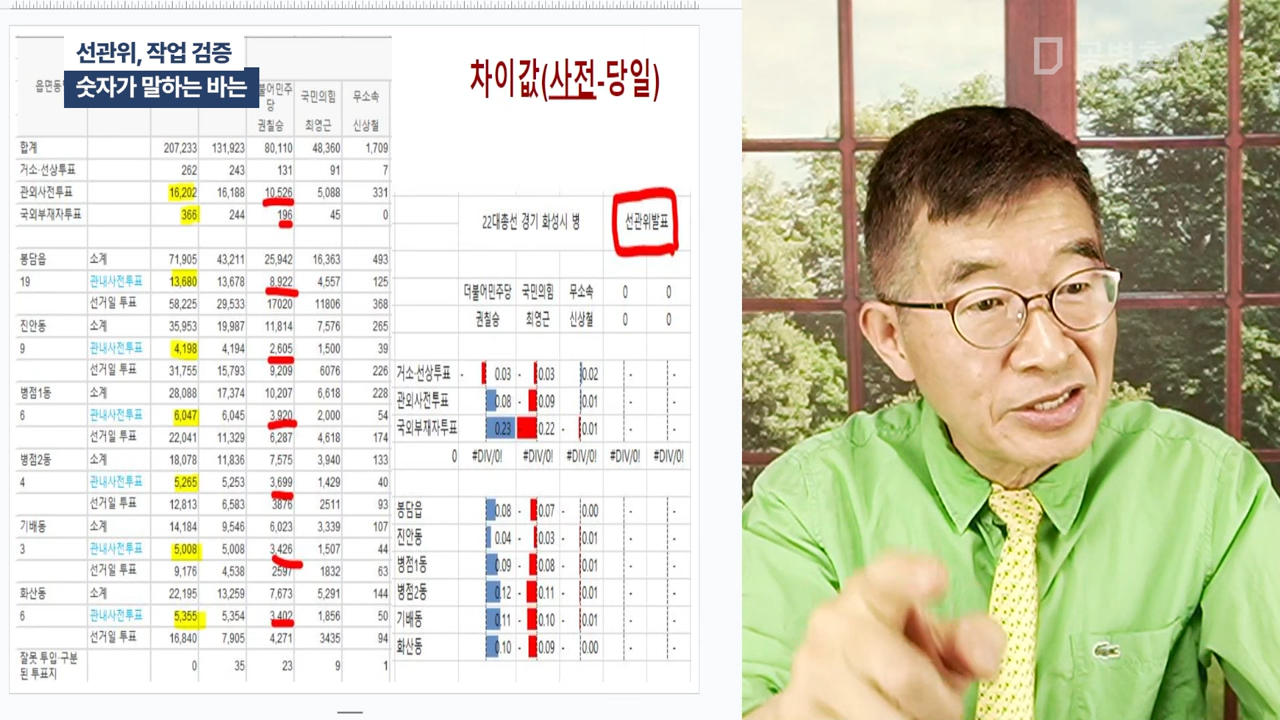 선관위, 작업 검증
숫자가 말하는 바는
차이값(사전-당일)
읍면동
더불어민주당 국민의힘 무소속
권칠승 최영근 신상철
합계 207,233 131,923 80,110 48,360 1,709
거소·선상투표 262 243 131 91 7
관외사전투표 16,202 16,188 10,526 5,088 331
국외부재자투표 366 244 196 45 0
봉담읍 소계 71,905 43,211 25,942 16,363 493
19 관내사전투표 13,680 13,678 8,922 4,557 125
선거일 투표 58,225 29,533 17020 11806 368
진안동 소계 35,953 19,987 11,814 7,576 265
9 관내사전투표 4,198 4,194 2,605 1,500 39
선거일 투표 31,755 15,793 9,209 6076 226
병점1동 소계 28,088 17,374 10,207 6,618 228
6 관내사전투표 6,047 6,045 3,920 2,000 54
선거일 투표 22,041 11,329 6,287 4,618 174
병점2동 소계 18,078 11,836 7,575 3,940 133
4 관내사전투표 5,265 5,253 3,699 1,429 40
선거일 투표 12,813 6,583 3876 2511 93
기배동 소계 14,184 9,546 6,023 3,339 107
3 관내사전투표 5,008 5,008 3,426 1,507 44
선거일 투표 9,176 4,538 2597 1832 63
화산동 소계 22,195 13,259 7,673 5,291 144
6 관내사전투표 5,355 5,354 3,402 1,856 50
선거일 투표 16,840 7,905 4,271 3435 94
잘못 투입·구분
된 투표지 0 35 23 9 1
22대총선 경기 화성시 병 선관위발표
더불어민주당 국민의힘 무소속 0 0
권칠승 최영근 신상철 0 0
거소·선상투표 - 0.03 0.03 0.02 - -
관외사전투표 0.08 - 0.09 0.01 - -
국외부재자투표 0.23 - 0.22 - 0.01 - -
0 #DIV/0! #DIV/0! #DIV/0! #DIV/0! #DIV/0!
봉담읍 0.08 - 0.07 - 0.00 - -
진안동 0.04 - 0.03 - 0.01 - -
병점1동 0.09 - 0.08 - 0.01 - -
병점2동 0.12 - 0.11 - 0.01 - -
기배동 0.11 - 0.10 - 0.01 - -
화산동 0.10 - 0.09 - 0.00 - -